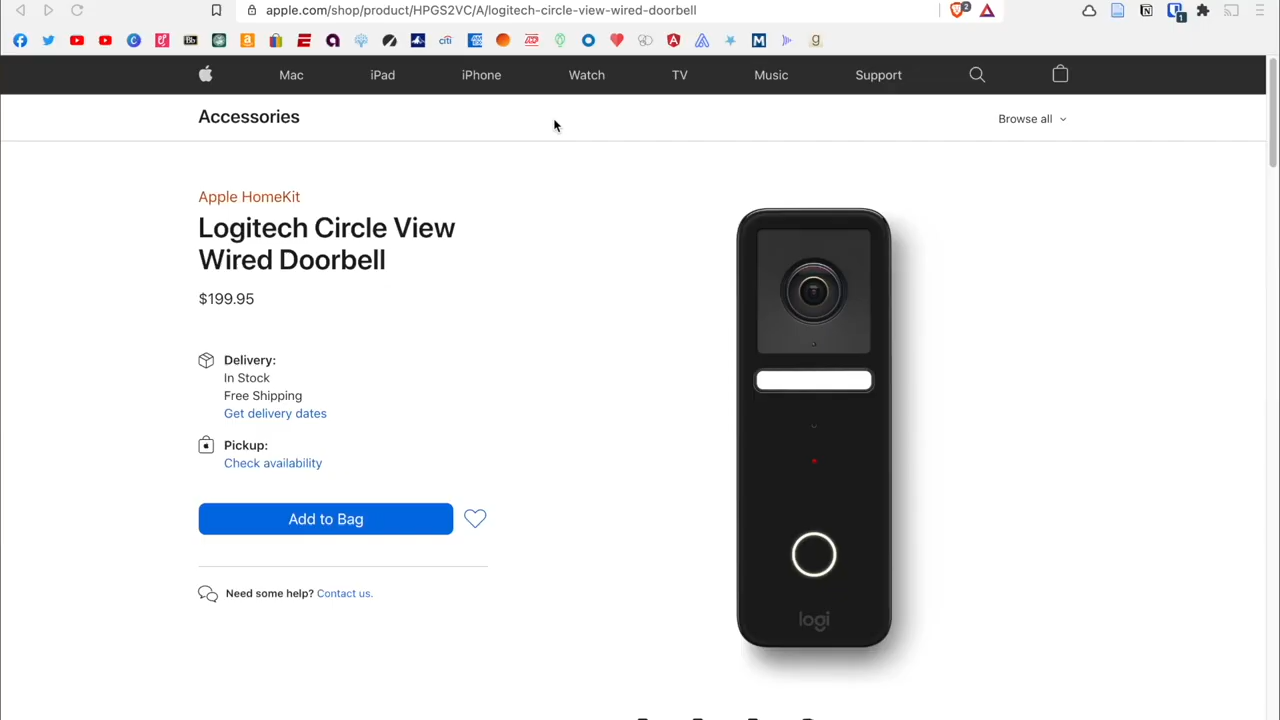 apple.com/shop/product/HPGS2VC/A/logitech-circle-view-wired-doorbell
2
1
Mac
iPad
iPhone
Watch
TV
Music
Support
Accessories
Browse all
Apple HomeKit
Logitech Circle View
Wired Doorbell
$199.95
Delivery:
In Stock
Free Shipping
Get delivery dates
Pickup:
Check availability
Add to Bag
Need some help? Contact us.
logi